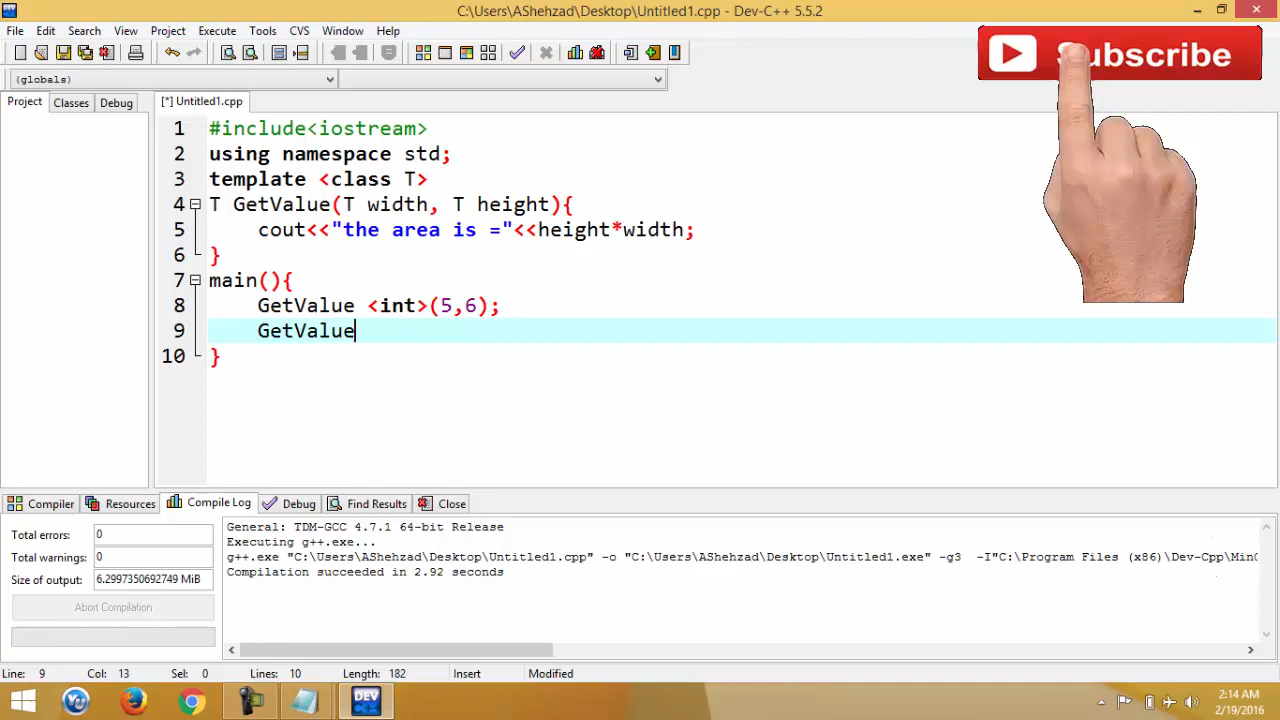 C:\Users\AShehzad\Desktop\Untitled1.cpp - Dev-C++ 5.5.2
File Edit Search View Project Execute Tools CVS Window Help
Subscribe
(globals)
Project Classes Debug [*] Untitled1.cpp
1 #include<iostream>
2 using namespace std;
3 template <class T>
4 T GetValue(T width, T height){
5 cout<<"the area is ="<<height*width;
6 }
7 main(){
8 GetValue <int>(5,6);
9 GetValue
10 }
Compiler Resources Compile Log Debug Find Results Close
Total errors: 0
Total warnings: 0
Size of output: 6.2997350692749 MiB
Abort Compilation
General: TDM-GCC 4.7.1 64-bit Release
Executing g++.exe...
g++.exe "C:\Users\AShehzad\Desktop\Untitled1.cpp" -o "C:\Users\AShehzad\Desktop\Untitled1.exe" -g3 -I"C:\Program Files (x86)\Dev-Cpp\Min
Compilation succeeded in 2.92 seconds
Line: 9 Col: 13 Sel: 0 Lines: 10 Length: 182 Insert Modified
DEV
2:14 AM
2/19/2016